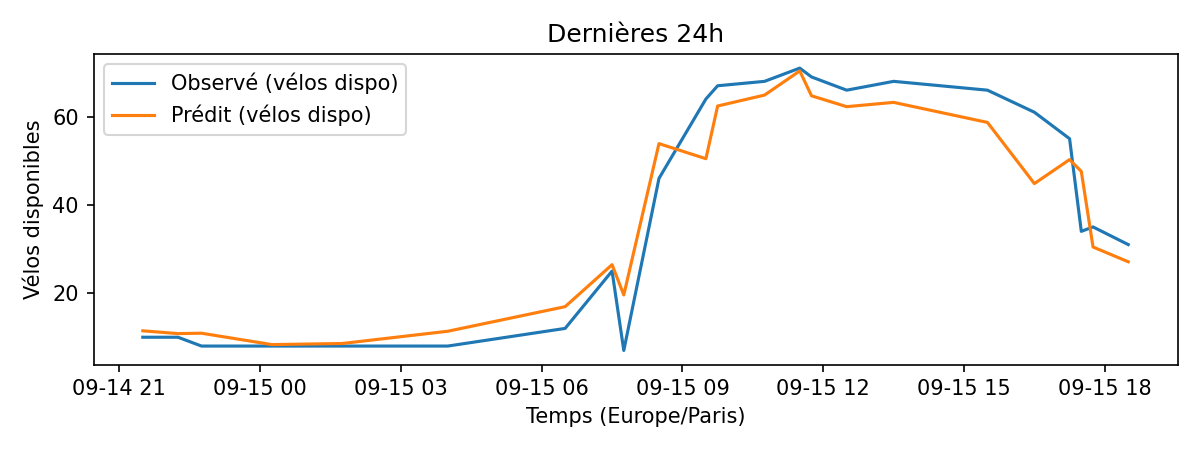 Dernières 24h
Observé (vélos dispo)
Prédit (vélos dispo)
Vélos disponibles
60
40
20
09-14 21 09-15 00 09-15 03 09-15 06 09-15 09 09-15 12 09-15 15 09-15 18
Temps (Europe/Paris)